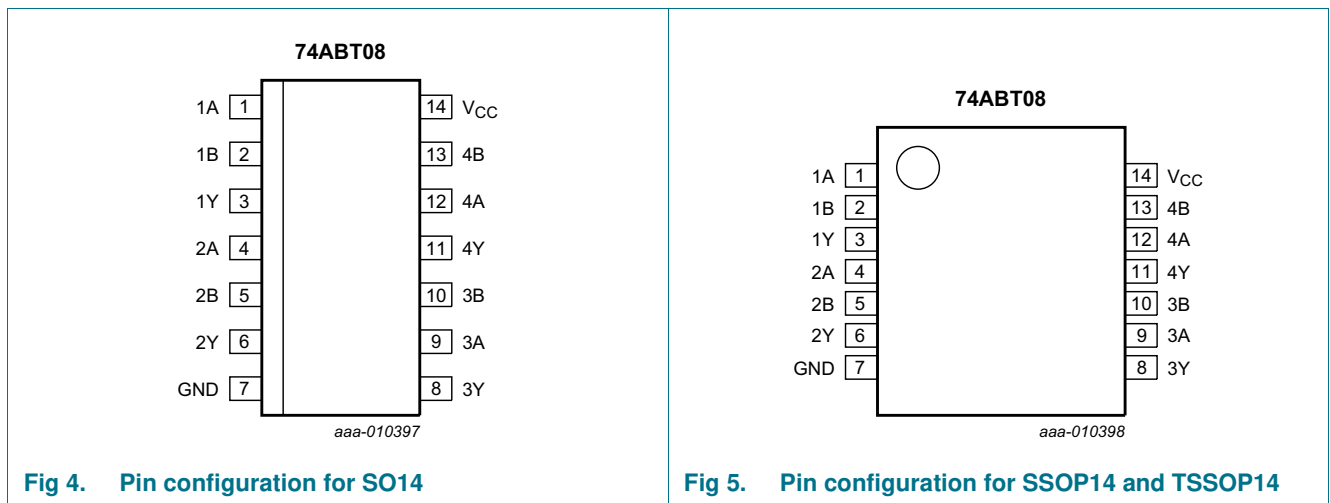 74ABT08
1A 1 14 VCC
1B 2 13 4B
1Y 3 12 4A
2A 4 11 4Y
2B 5 10 3B
2Y 6 9 3A
GND 7 8 3Y
aaa-010397
Fig 4. Pin configuration for SO14
74ABT08
1A 1 14 VCC
1B 2 13 4B
1Y 3 12 4A
2A 4 11 4Y
2B 5 10 3B
2Y 6 9 3A
GND 7 8 3Y
aaa-010398
Fig 5. Pin configuration for SSOP14 and TSSOP14